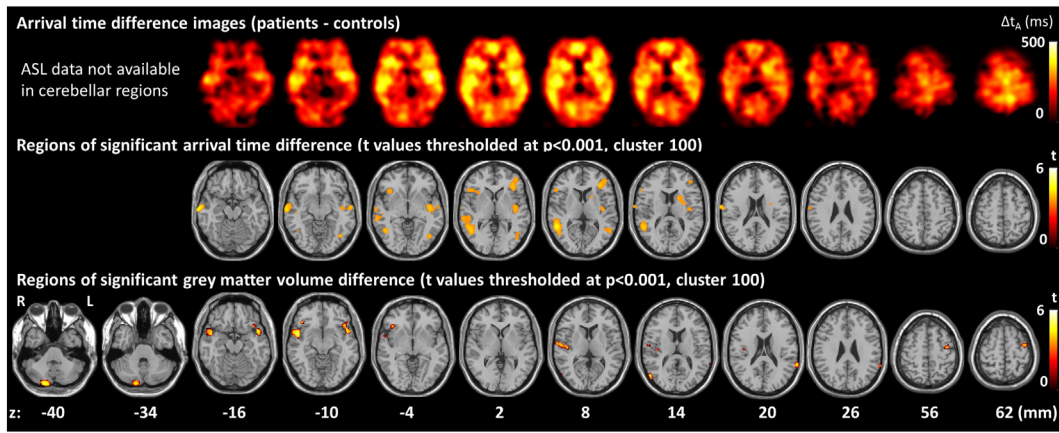 Arrival time difference images (patients - controls)
Δt_A (ms)
500
0
ASL data not available
in cerebellar regions
Regions of significant arrival time difference (t values thresholded at p<0.001, cluster 100)
6 t
0
Regions of significant grey matter volume difference (t values thresholded at p<0.001, cluster 100)
R L
6 t
0
z: -40 -34 -16 -10 -4 2 8 14 20 26 56 62 (mm)